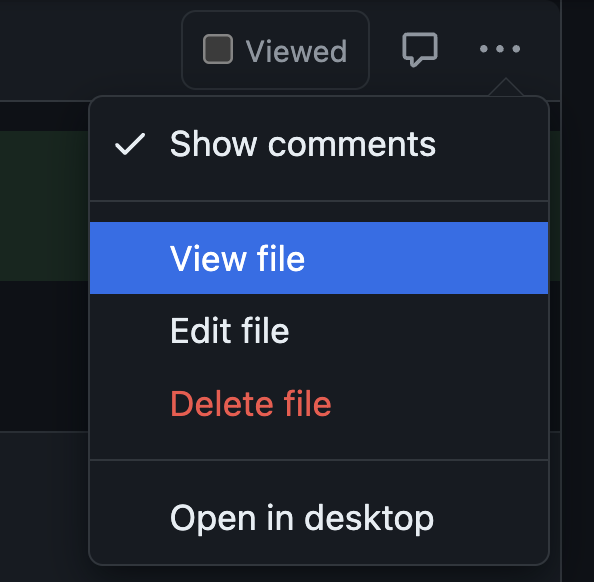 Viewed
Show comments
View file
Edit file
Delete file
Open in desktop